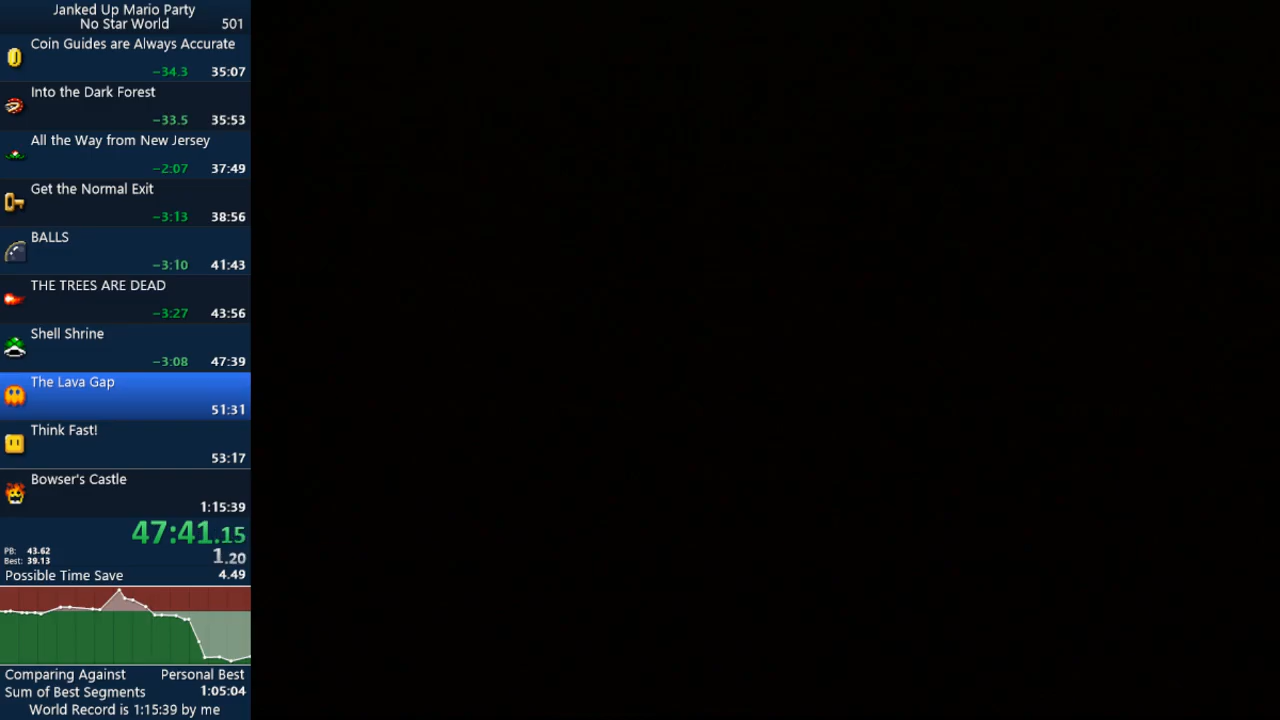 Janked Up Mario Party
No Star World 501
Coin Guides are Always Accurate
-34.3 35:07
Into the Dark Forest
-33.5 35:53
All the Way from New Jersey
-2:07 37:49
Get the Normal Exit
-3:13 38:56
BALLS
-3:10 41:43
THE TREES ARE DEAD
-3:27 43:56
Shell Shrine
-3:08 47:39
The Lava Gap
51:31
Think Fast!
53:17
Bowser's Castle
1:15:39
47:41.15
PB: 43.62
Best: 39.13
1.20
Possible Time Save 4.49
Comparing Against Personal Best
Sum of Best Segments 1:05:04
World Record is 1:15:39 by me